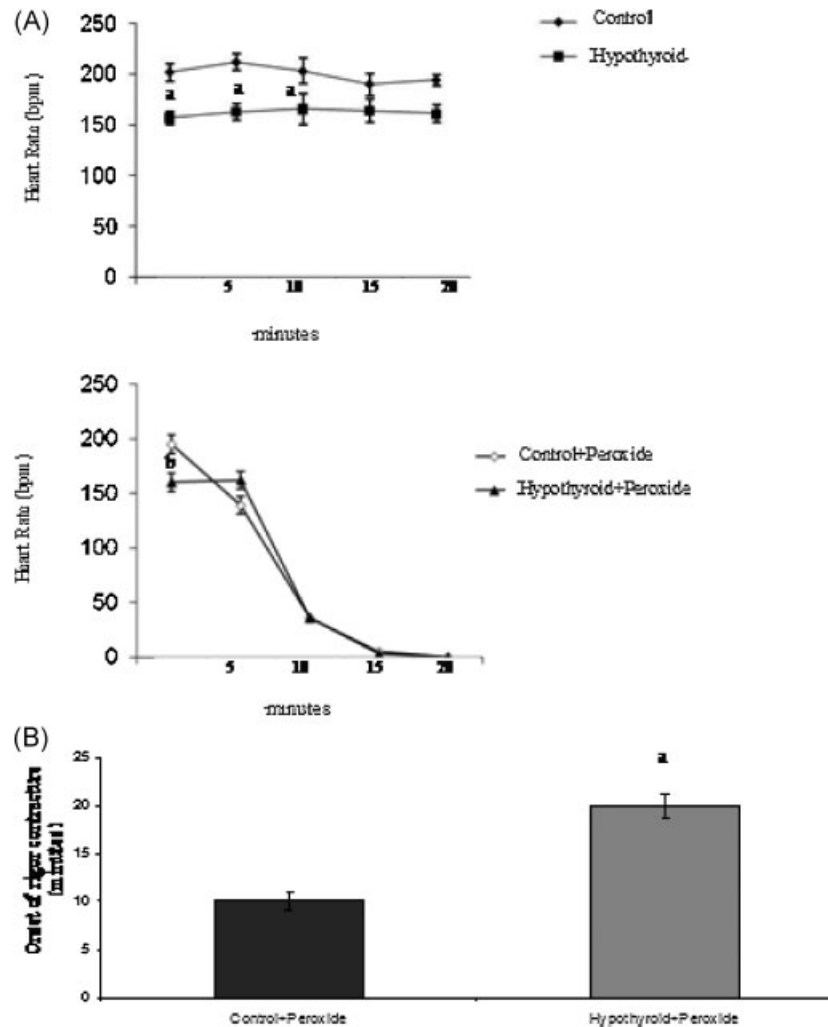 (A)
250
200
150
100
50
0
Heart Rate (bpm)
a a a
5 10 15 20
minutes
Control
Hypothyroid
250
200
150
100
50
0
Heart Rate (bpm)
b
5 10 15 20
minutes
Control+Peroxide
Hypothyroid+Peroxide
(B)
25
20
10
5
0
Onset of rigor contracture
(minutes)
a
Control+Peroxide
Hypothyroid+Peroxide